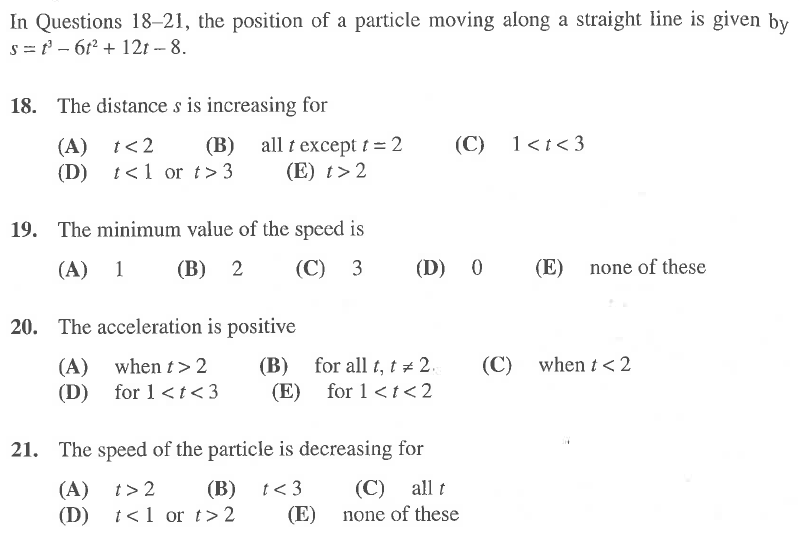 In Questions 18–21, the position of a particle moving along a straight line is given by
s = t³ – 6t² + 12t – 8.
18. The distance s is increasing for
(A) t < 2 (B) all t except t = 2 (C) 1 < t < 3
(D) t < 1 or t > 3 (E) t > 2
19. The minimum value of the speed is
(A) 1 (B) 2 (C) 3 (D) 0 (E) none of these
20. The acceleration is positive
(A) when t > 2 (B) for all t, t ≠ 2 (C) when t < 2
(D) for 1 < t < 3 (E) for 1 < t < 2
21. The speed of the particle is decreasing for
(A) t > 2 (B) t < 3 (C) all t
(D) t < 1 or t > 2 (E) none of these